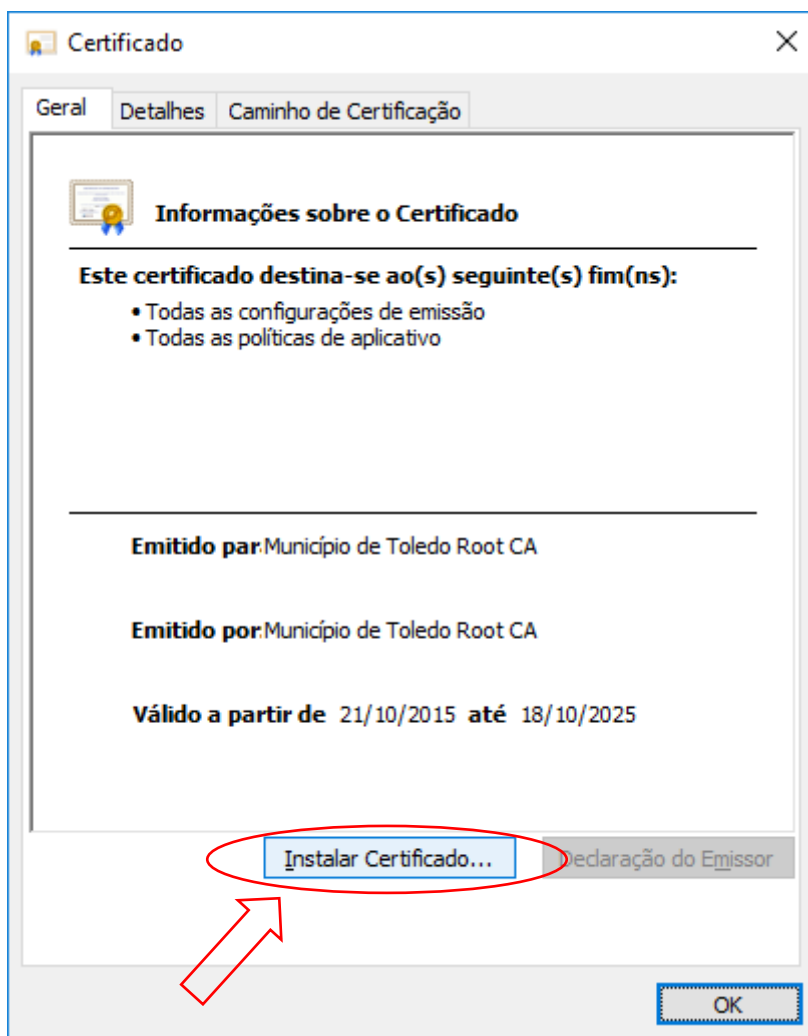 Certificado
Geral Detalhes Caminho de Certificação
Informações sobre o Certificado
Este certificado destina-se ao(s) seguinte(s) fim(ns):
• Todas as configurações de emissão
• Todas as políticas de aplicativo
Emitido par Município de Toledo Root CA
Emitido por Município de Toledo Root CA
Válido a partir de 21/10/2015 até 18/10/2025
Instalar Certificado... Declaração do Emissor
OK